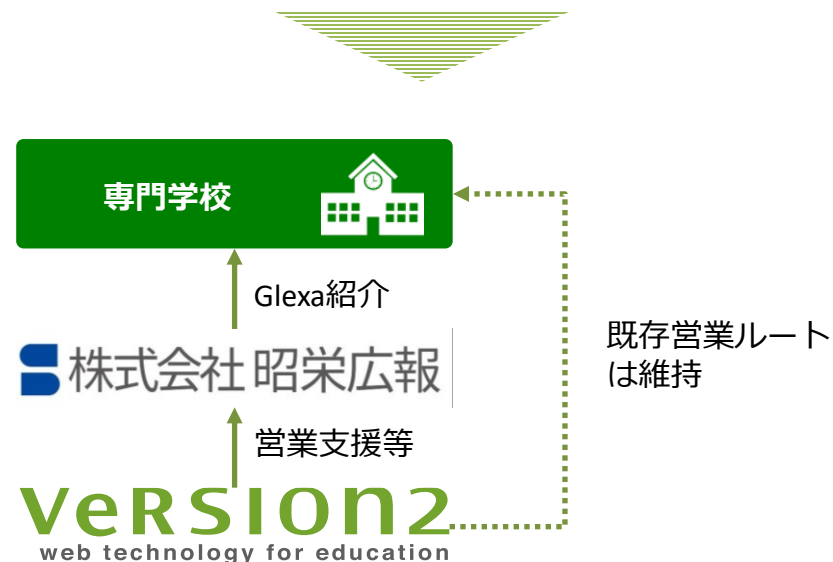 専門学校
Glexa紹介
株式会社 昭栄広報
既存営業ルート
は維持
営業支援等
VeRSION2
web technology for education